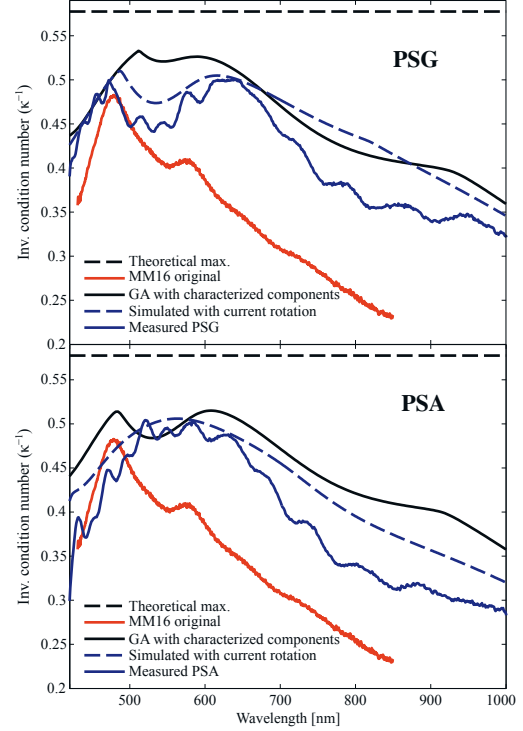 PSG
Inv. condition number (κ⁻¹)
0.55
0.5
0.45
0.4
0.35
0.3
0.25
0.2
Theoretical max.
MM16 original
GA with characterized components
Simulated with current rotation
Measured PSG
PSA
Inv. condition number (κ⁻¹)
0.55
0.5
0.45
0.4
0.35
0.3
0.25
0.2
Theoretical max.
MM16 original
GA with characterized components
Simulated with current rotation
Measured PSA
500 600 700 800 900 1000
Wavelength [nm]